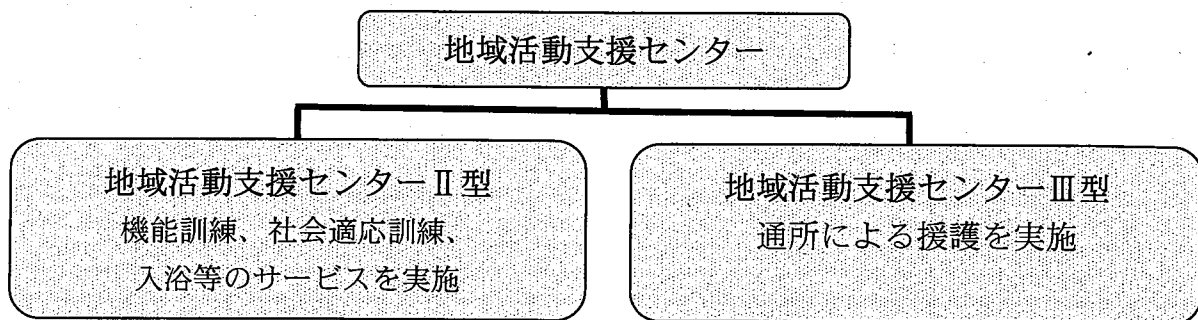 地域活動支援センター
地域活動支援センターⅡ型
機能訓練、社会適応訓練、
入浴等のサービスを実施
地域活動支援センターⅢ型
通所による援護を実施